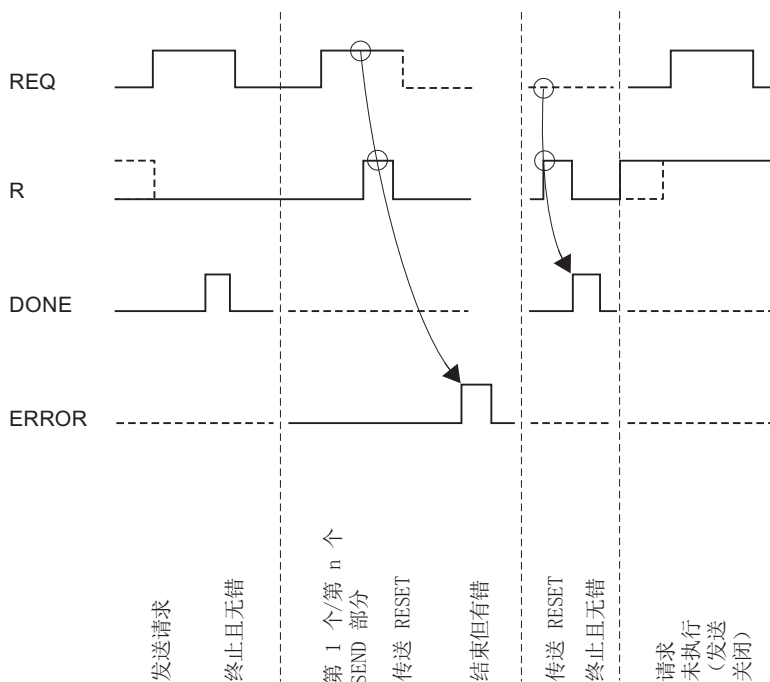 REQ
R
DONE
ERROR
发送请求
终止且无错
第 1 个/第 n 个
SEND 部分
传送 RESET
结束但有错
传送 RESET
终止且无错
请求
未执行
(发送
关闭)